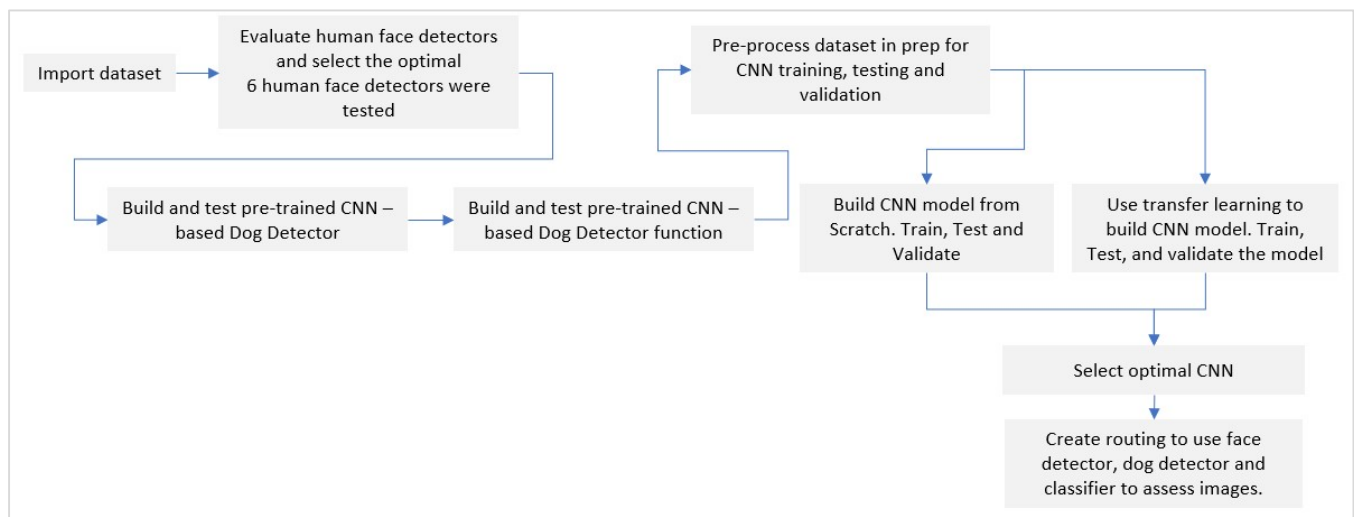 Import dataset
Evaluate human face detectors
and select the optimal
6 human face detectors were
tested
Build and test pre-trained CNN –
based Dog Detector
Build and test pre-trained CNN –
based Dog Detector function
Pre-process dataset in prep for
CNN training, testing and
validation
Build CNN model from
Scratch. Train, Test and
Validate
Use transfer learning to
build CNN model. Train,
Test, and validate the model
Select optimal CNN
Create routing to use face
detector, dog detector and
classifier to assess images.